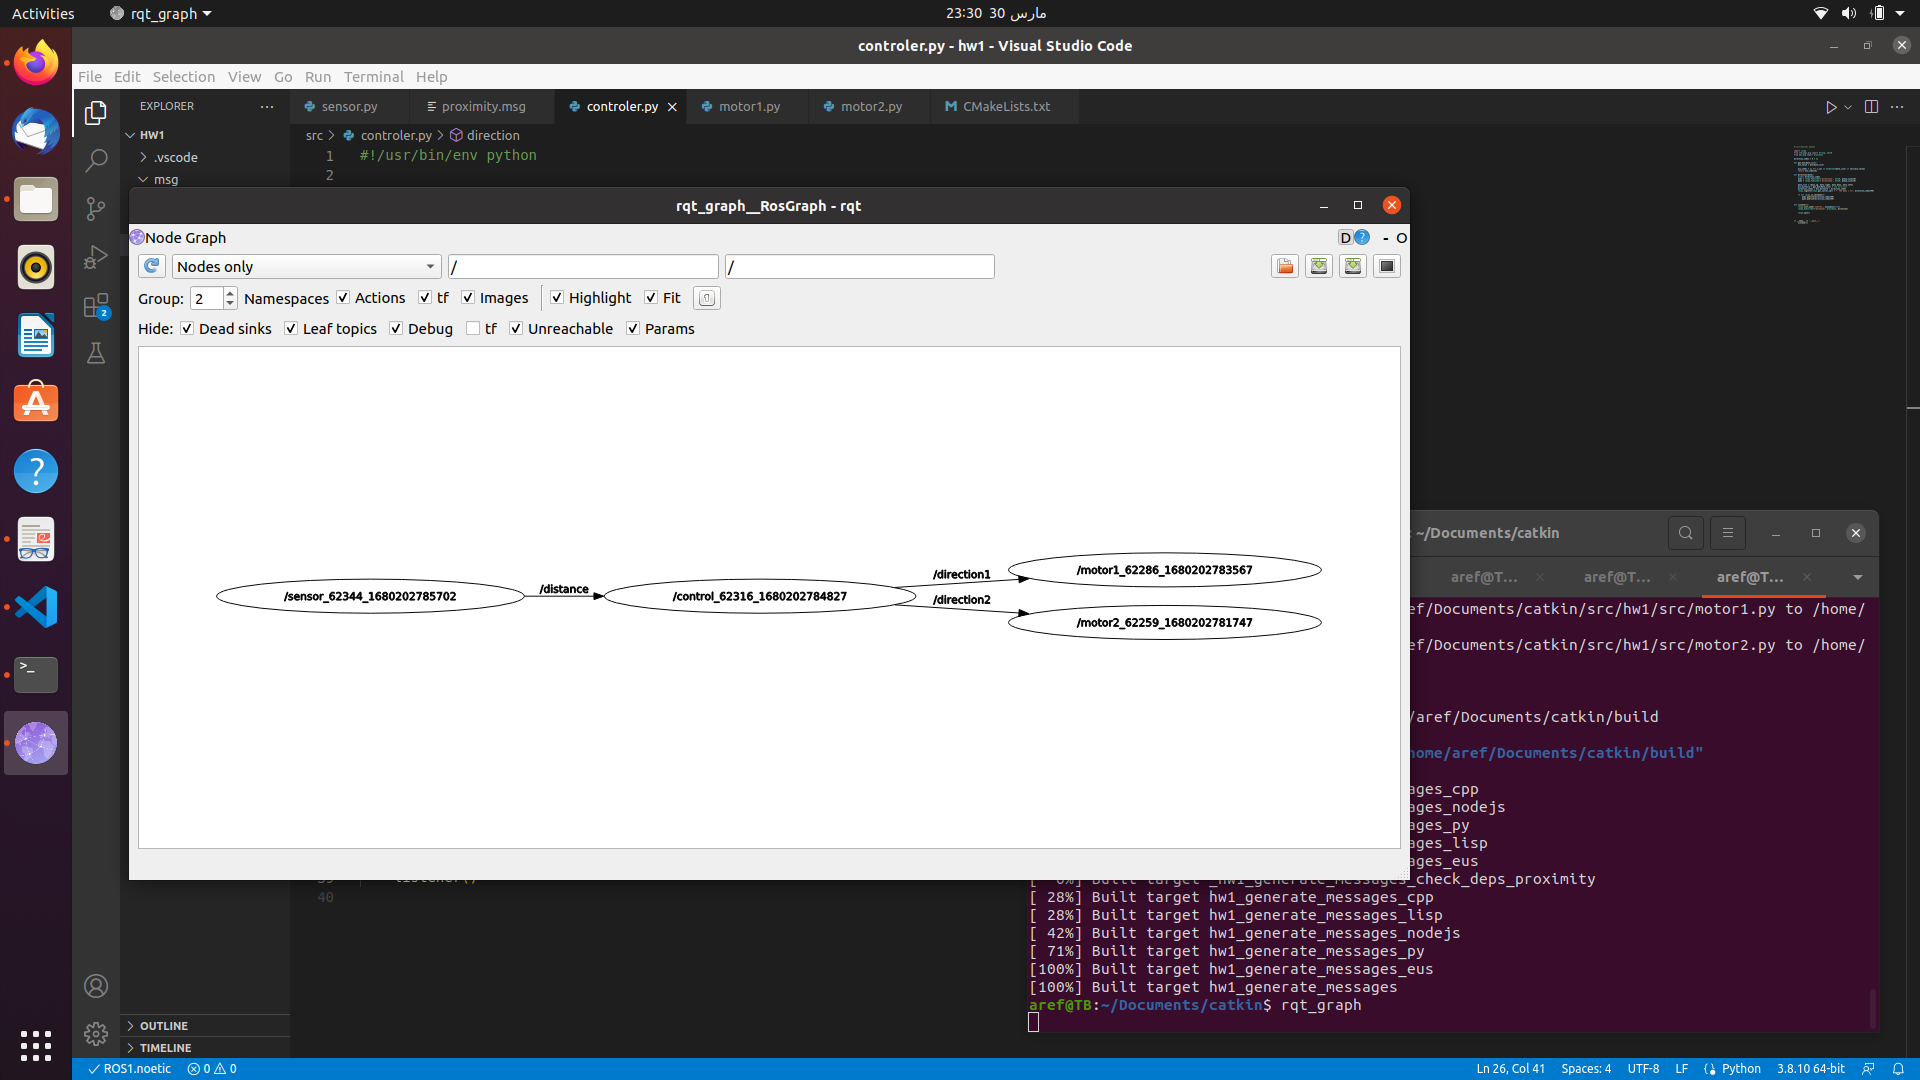 Activities
rqt_graph
23:30 30 مارس
controler.py - hw1 - Visual Studio Code
File Edit Selection View Go Run Terminal Help
EXPLORER
sensor.py
proximity.msg
controler.py
motor1.py
motor2.py
CMakeLists.txt
HW1
.vscode
msg
src > controler.py > direction
1 #!/usr/bin/env python
2
rqt_graph__RosGraph - rqt
Node Graph
D ? - O
Nodes only
/
/
Group: 2 Namespaces Actions tf Images Highlight Fit
Hide: Dead sinks Leaf topics Debug tf Unreachable Params
/sensor_62344_1680202785702
/distance
/control_62316_1680202784827
/direction1
/direction2
/motor1_62286_1680202783567
/motor2_62259_1680202781747
~/Documents/catkin
aref@T...
aref@T...
aref@T...
ef/Documents/catkin/src/hw1/src/motor1.py to /home/
ef/Documents/catkin/src/hw1/src/motor2.py to /home/
/aref/Documents/catkin/build
home/aref/Documents/catkin/build"
ages_cpp
ages_nodejs
ages_py
ages_lisp
ages_eus
[ 0%] Built target _hw1_generate_messages_check_deps_proximity
[ 28%] Built target hw1_generate_messages_cpp
[ 28%] Built target hw1_generate_messages_lisp
[ 42%] Built target hw1_generate_messages_nodejs
[ 71%] Built target hw1_generate_messages_py
[100%] Built target hw1_generate_messages_eus
[100%] Built target hw1_generate_messages
aref@TB:~/Documents/catkin$ rqt_graph
40
2
OUTLINE
TIMELINE
ROS1.noetic 0 0
Ln 26, Col 41 Spaces: 4 UTF-8 LF Python 3.8.10 64-bit